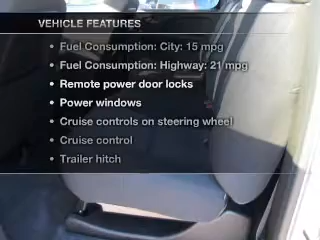 VEHICLE FEATURES
• Fuel Consumption: City: 15 mpg
• Fuel Consumption: Highway: 21 mpg
• Remote power door locks
• Power windows
• Cruise controls on steering wheel
• Cruise control
• Trailer hitch